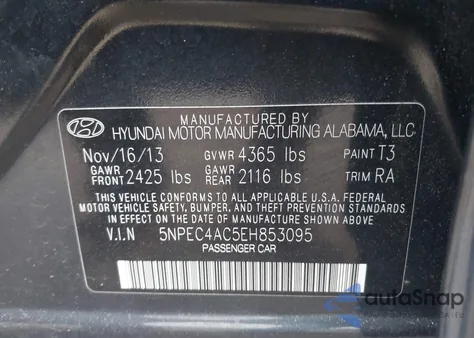 MANUFACTURED BY
HYUNDAI MOTOR MANUFACTURING ALABAMA, LLC.
Nov/16/13 GVWR 4365 lbs PAINT T3
GAWR FRONT 2425 lbs GAWR REAR 2116 lbs TRIM RA
THIS VEHICLE CONFORMS TO ALL APPLICABLE U.S.A. FEDERAL
MOTOR VEHICLE SAFETY, BUMPER, AND THEFT PREVENTION STANDARDS
IN EFFECT ON THE DATE OF MANUFACTURE SHOWN ABOVE.
V.I.N 5NPEC4AC5EH853095
PASSENGER CAR
autoSnap